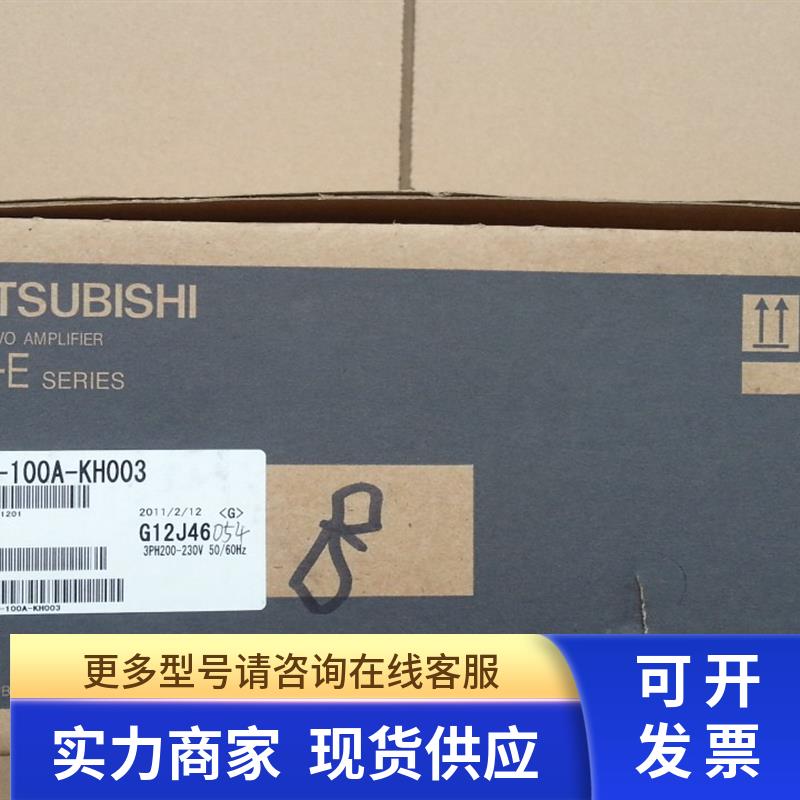 TSUBISHI
VO AMPLIFIER
-E SERIES
-100A-KH003
1201
2011/2/12 <G>
G12J46054
3PH200-230V 50/60Hz
-100A-KH003
更多型号请咨询在线客服
实力商家 现货供应
可开
发票